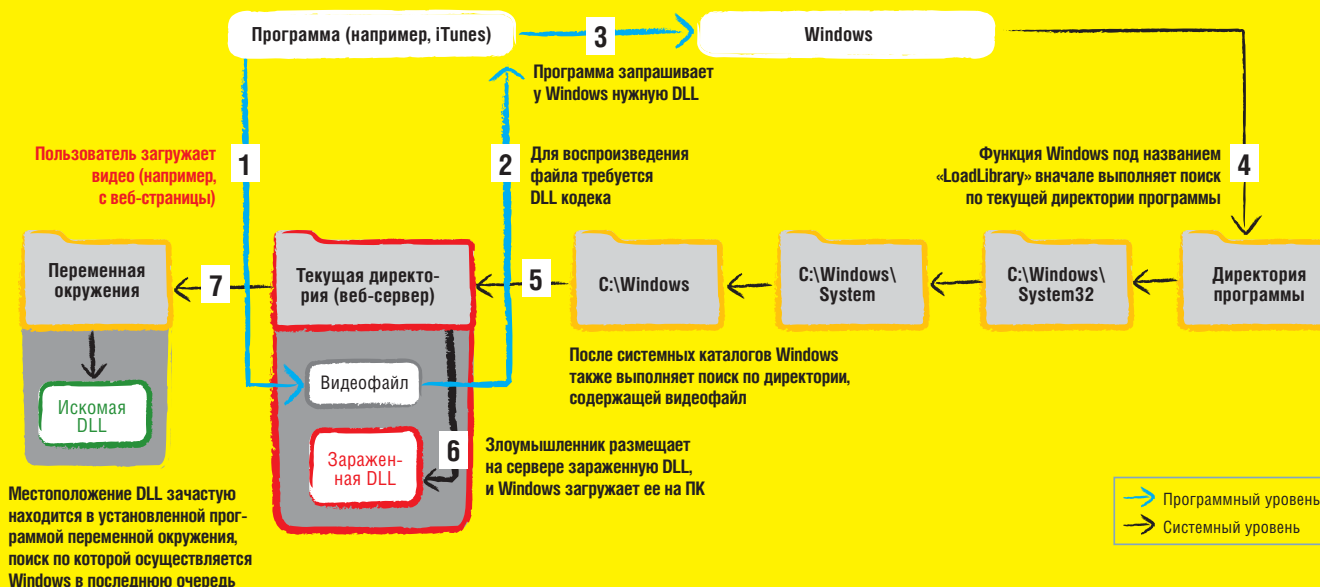 Программа (например, iTunes)
3
Windows
Программа запрашивает
у Windows нужную DLL
Пользователь загружает
видео (например,
с веб-страницы)
1
2
Для воспроизведения
файла требуется
DLL кодека
Функция Windows под названием
«LoadLibrary» вначале выполняет поиск
по текущей директории программы
4
Переменная
окружения
7
Текущая директо-
рия (веб-сервер)
5
C:\Windows
C:\Windows\
System
C:\Windows\
System32
Директория
программы
После системных каталогов Windows
также выполняет поиск по директории,
содержащей видеофайл
Видеофайл
Искомая
DLL
Заражен-
ная DLL
6
Злоумышленник размещает
на сервере зараженную DLL,
и Windows загружает ее на ПК
Местоположение DLL зачастую
находится в установленной прог-
раммой переменной окружения,
поиск по которой осуществляется
Windows в последнюю очередь
Программный уровень
Системный уровень